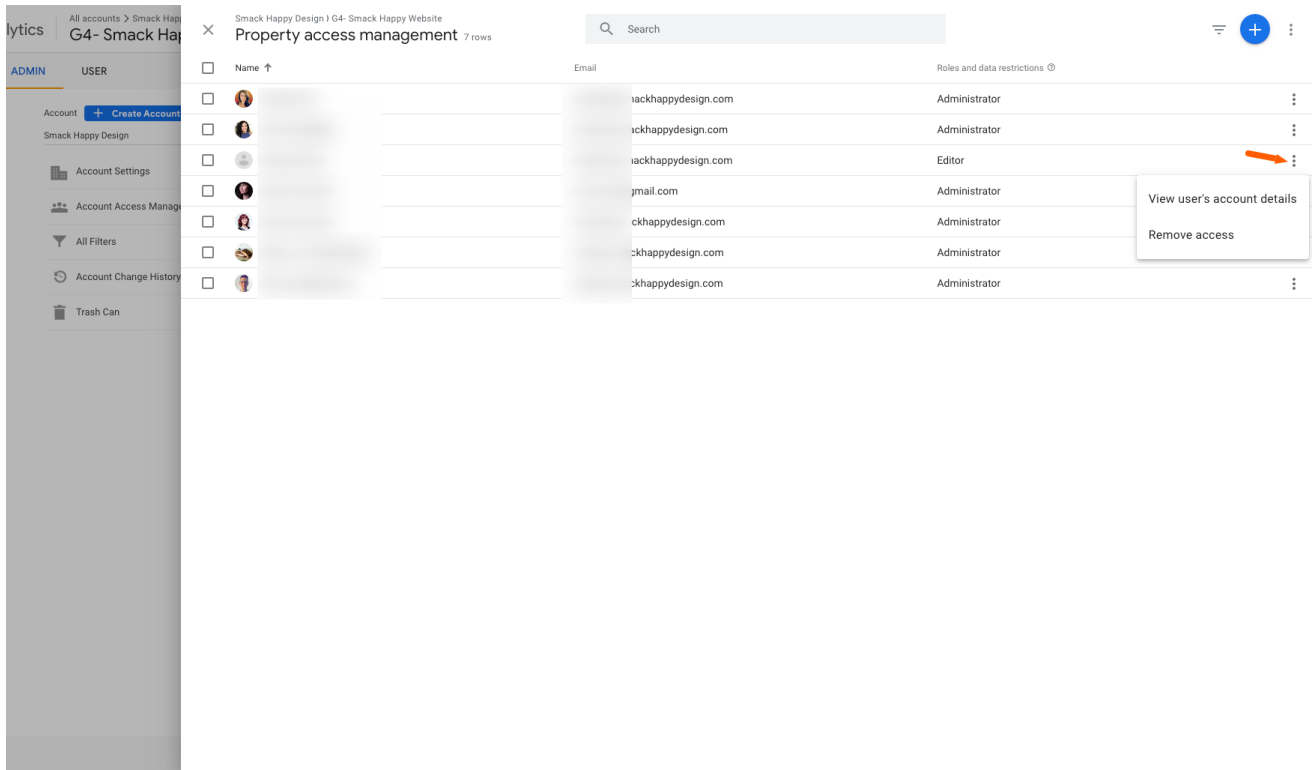 lytics
All accounts > Smack Hap
G4- Smack Hap
ADMIN USER
Account + Create Account
Smack Happy Design
Account Settings
Account Access Manage
All Filters
Account Change History
Trash Can
Smack Happy Design > G4- Smack Happy Website
Property access management 7 rows
Search
Name Email Roles and data restrictions
nackhappydesign.com Administrator
ackhappydesign.com Administrator
nackhappydesign.com Editor
gmail.com Administrator
ckhappydesign.com Administrator
ckhappydesign.com Administrator
ckhappydesign.com Administrator
View user's account details
Remove access